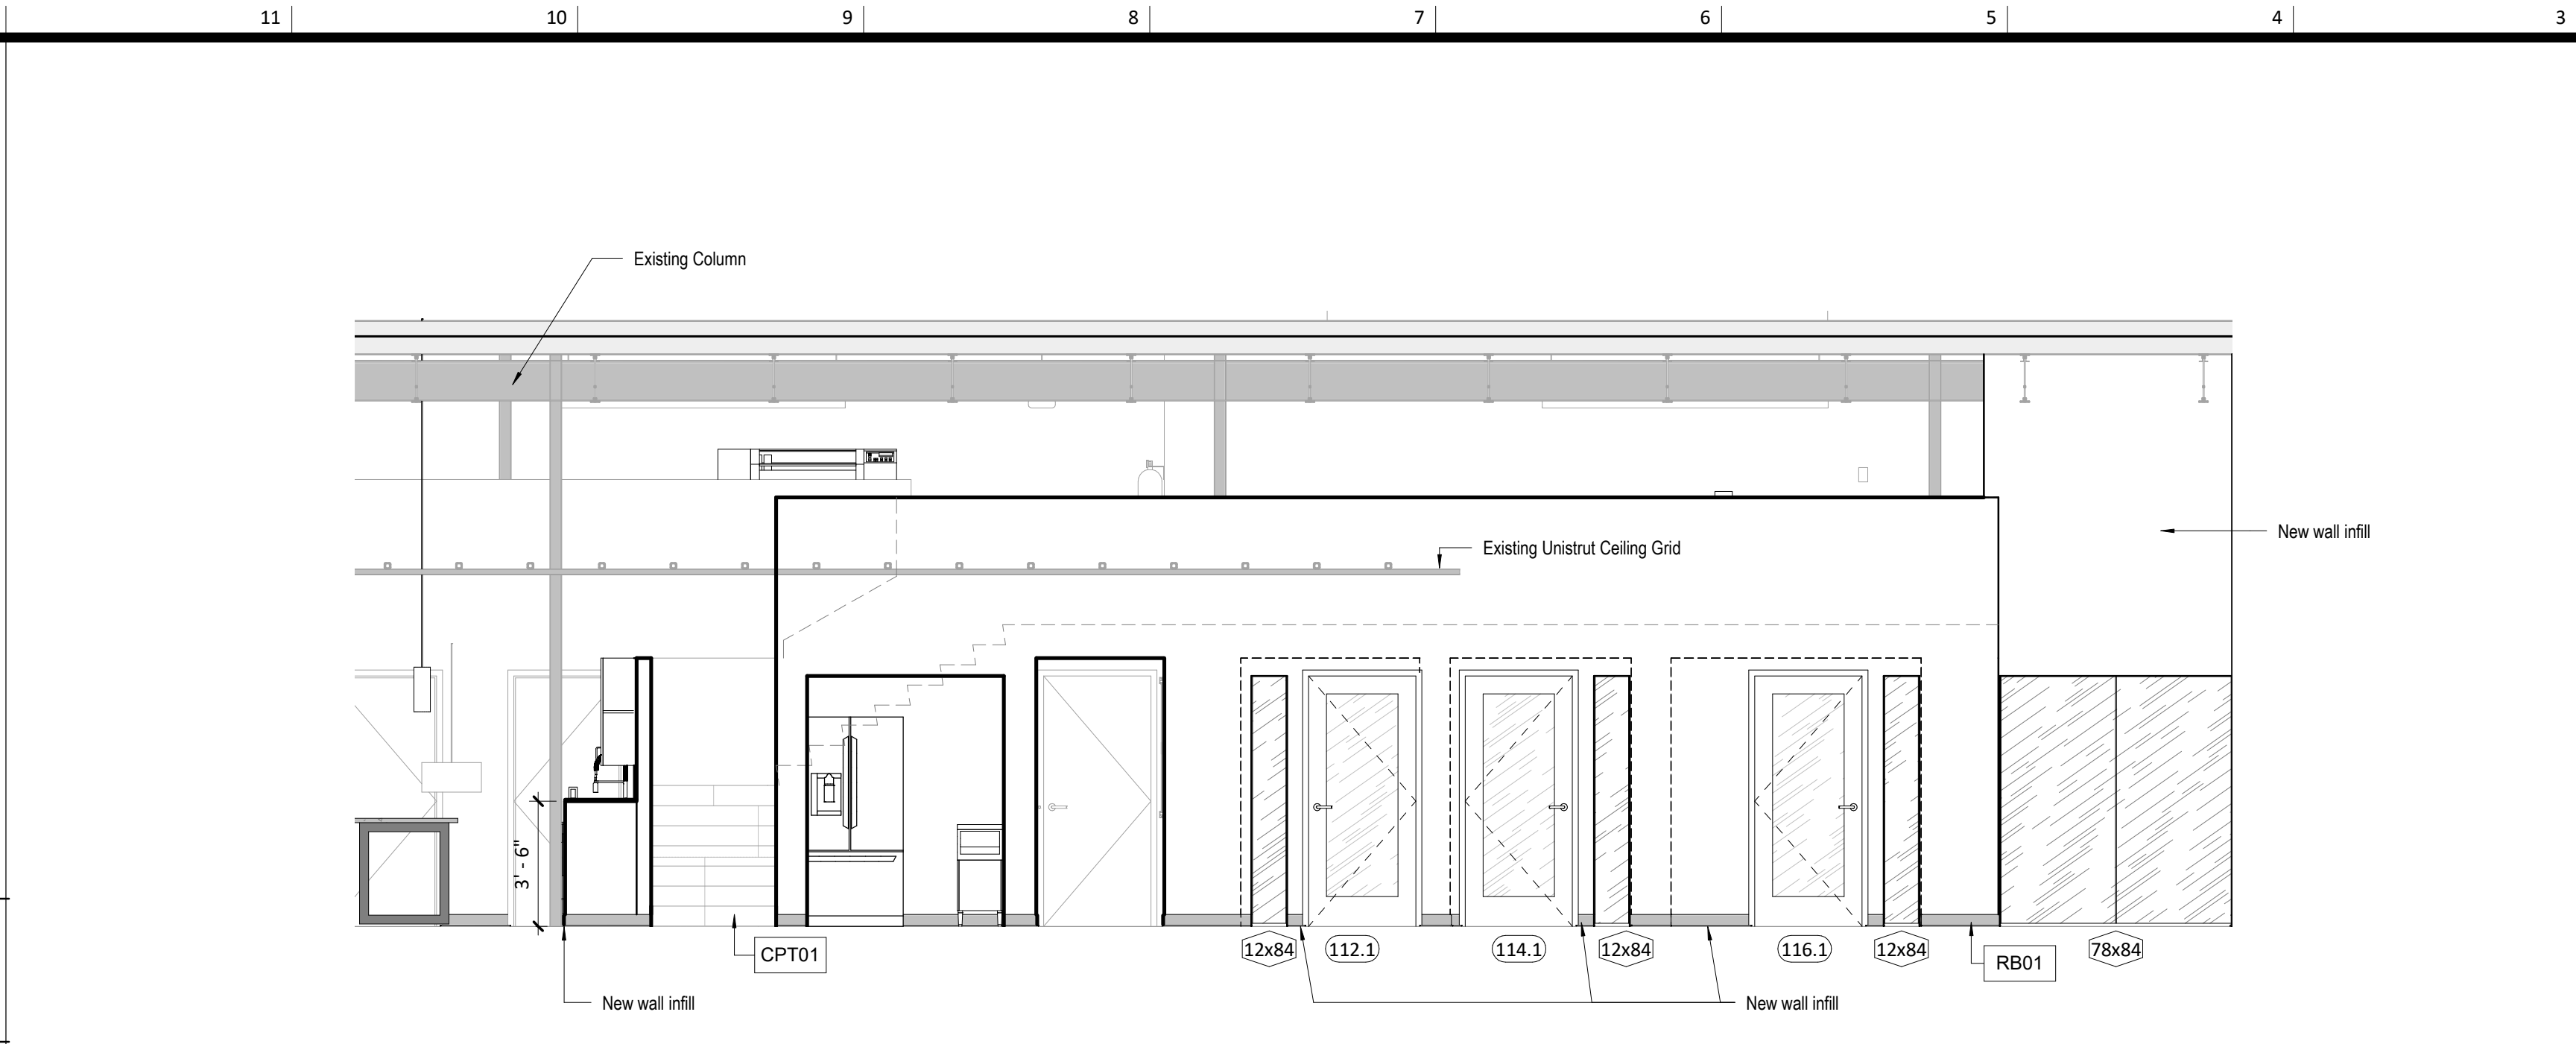 11 10 9 8 7 6 5 4 3
Existing Column
New wall infill
Existing Unistrut Ceiling Grid
3' - 6"
12x84 112.1 114.1 12x84 116.1 12x84 78x84
CPT01
RB01
New wall infill
New wall infill